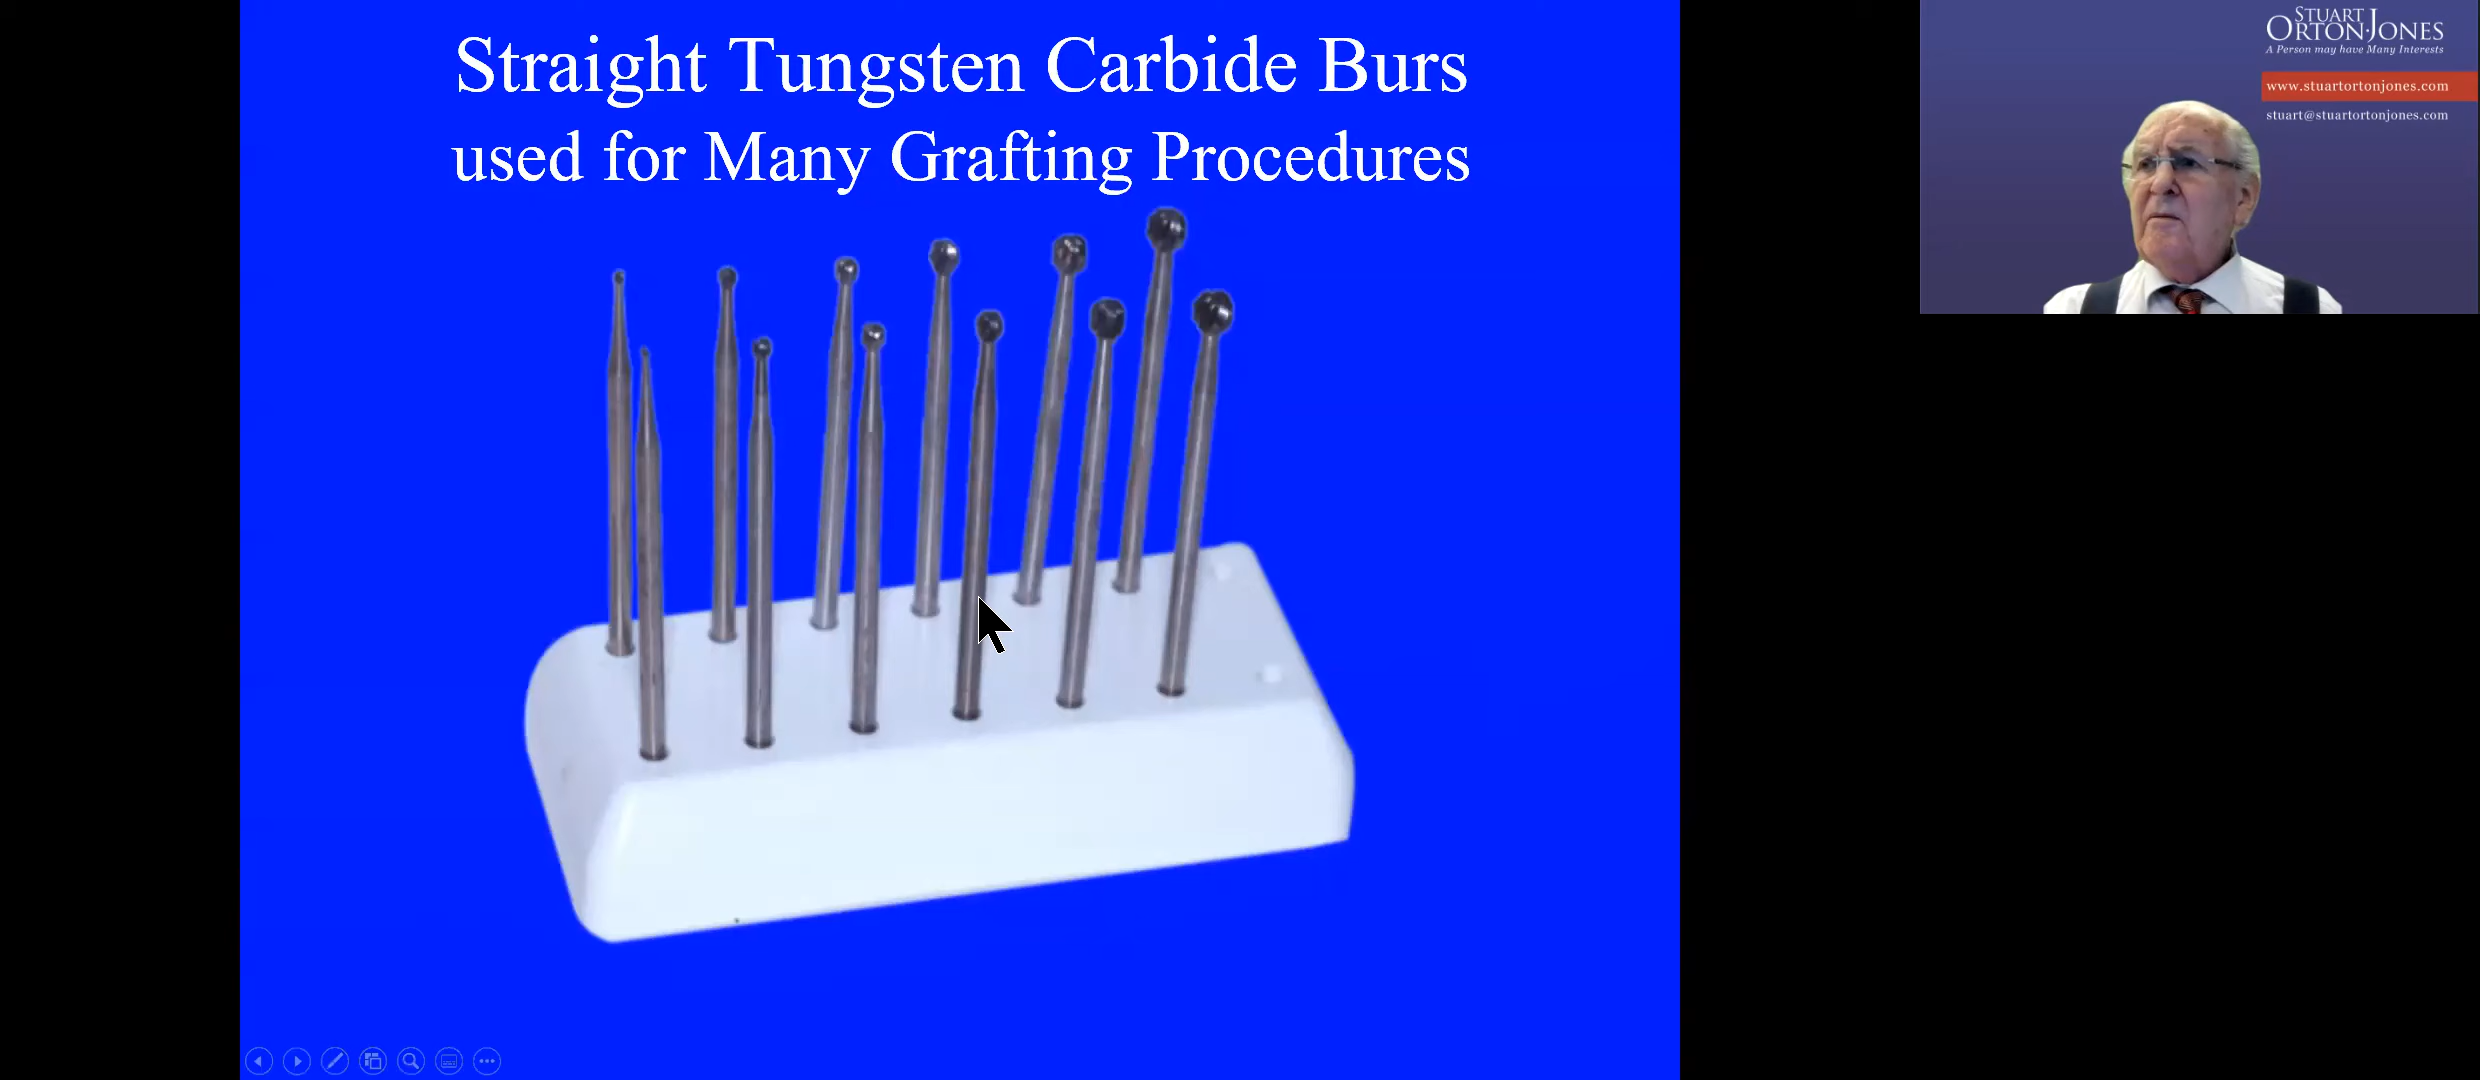 Straight Tungsten Carbide Burs
used for Many Grafting Procedures
STUART
ORTON-JONES
A Person may have Many Interests
www.stuartortonjones.com
stuart@stuartortonjones.com